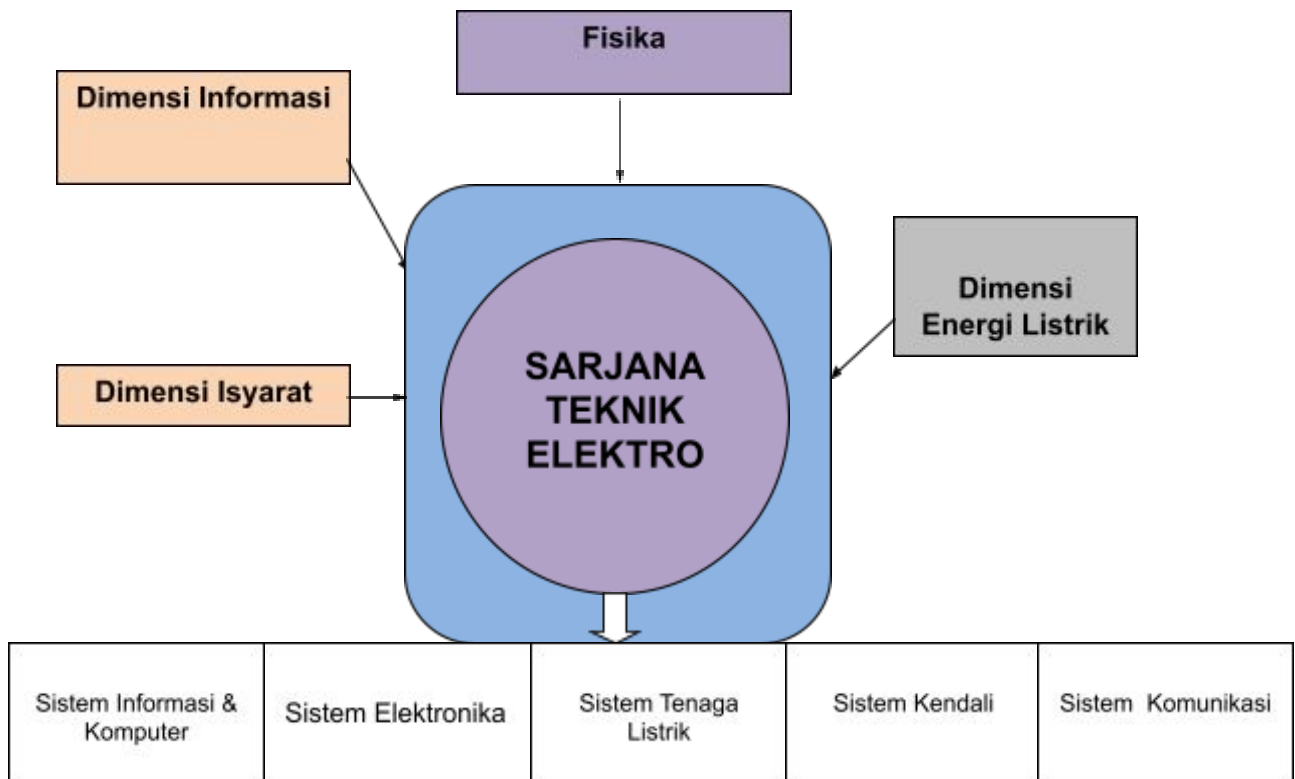 Fisika
Dimensi Informasi
Dimensi
Energi Listrik
Dimensi Isyarat
SARJANA
TEKNIK
ELEKTRO
Sistem Informasi &
Komputer
Sistem Elektronika
Sistem Tenaga
Listrik
Sistem Kendali
Sistem Komunikasi